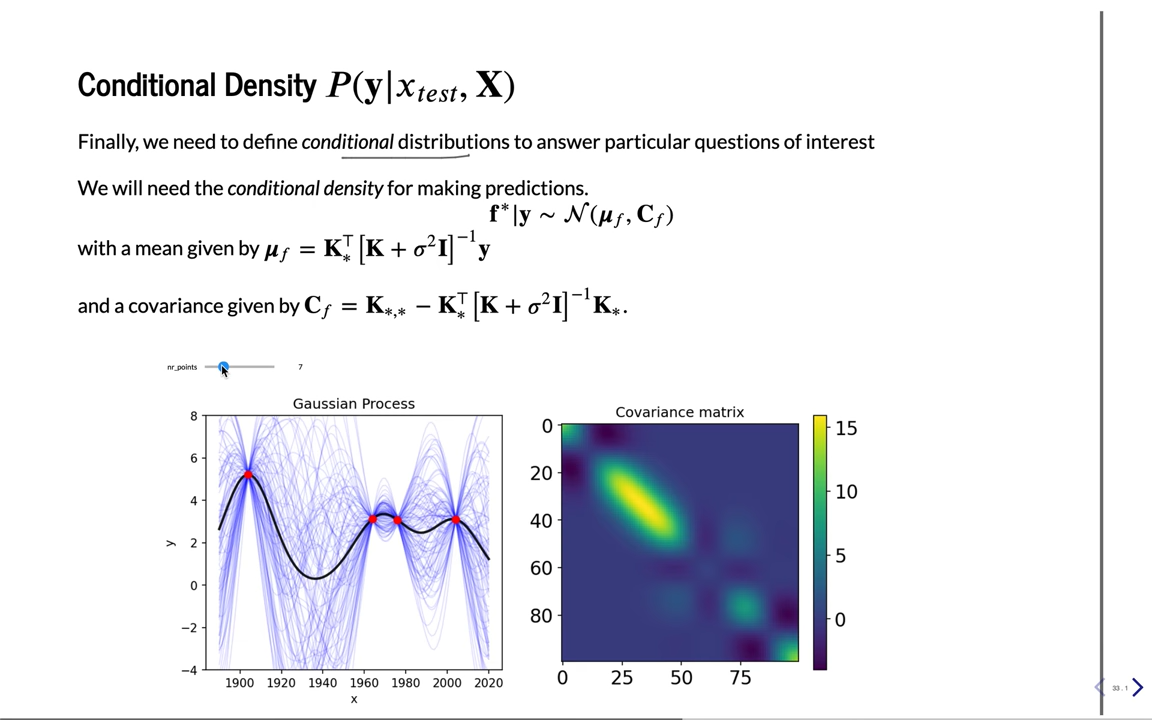 Conditional Density P(y|x_test, X)
Finally, we need to define conditional distributions to answer particular questions of interest
We will need the conditional density for making predictions.
f*|y ~ 𝒩(μ_f, C_f)
with a mean given by μ_f = K_*^⊤ [K + σ²I]^{-1} y
and a covariance given by C_f = K_{*,*} − K_*^⊤ [K + σ²I]^{-1} K_*.
nr_points 7
Gaussian Process
8
6
4
2
0
−2
−4
y
1900 1920 1940 1960 1980 2000 2020
x
Covariance matrix
0
20
40
60
80
0 25 50 75
15
10
5
0
33.1